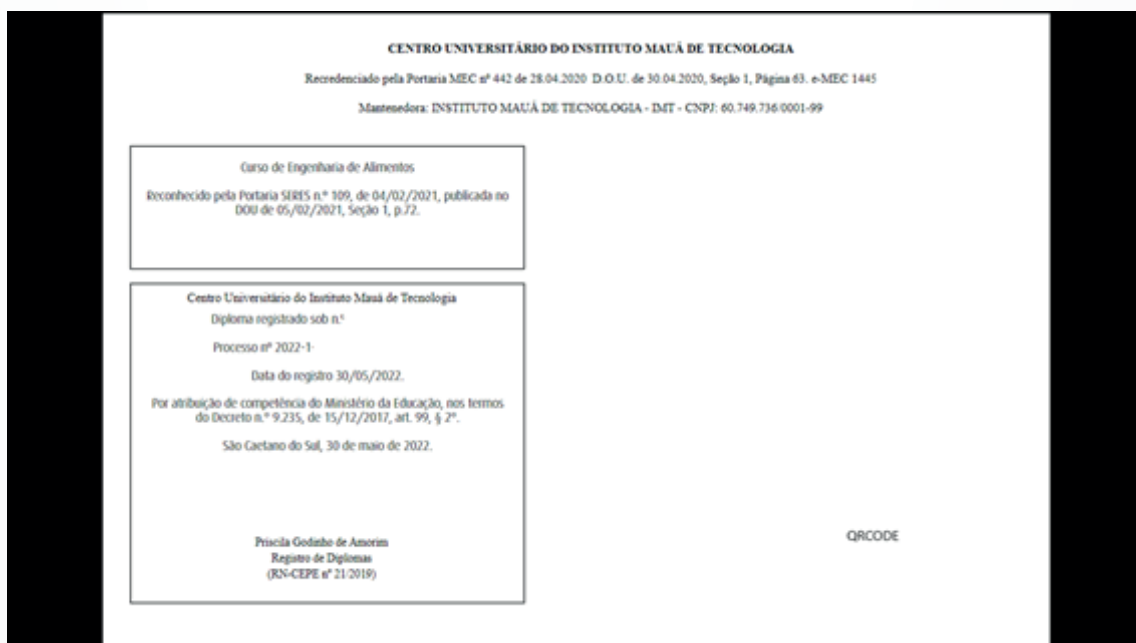 CENTRO UNIVERSITÁRIO DO INSTITUTO MAUÁ DE TECNOLOGIA
Recredenciado pela Portaria MEC nº 442 de 28.04.2020 D.O.U. de 30.04.2020, Seção 1, Página 63. e-MEC 1445
Mantenedora: INSTITUTO MAUÁ DE TECNOLOGIA - IMT - CNPJ: 60.749.736/0001-99
Curso de Engenharia de Alimentos
Reconhecido pela Portaria SERES n.º 109, de 04/02/2021, publicada no
DOU de 05/02/2021, Seção 1, p.72.
Centro Universitário do Instituto Mauá de Tecnologia
Diploma registrado sob n.º
Processo nº 2022-1
Data do registro 30/05/2022.
Por atribuição de competência do Ministério da Educação, nos termos
do Decreto n.º 9.235, de 15/12/2017, art. 99, § 2º.
São Caetano do Sul, 30 de maio de 2022.
Priscila Godinho de Amorim
Registro de Diplomas
(RN-CEPE nº 21/2019)
QRCODE